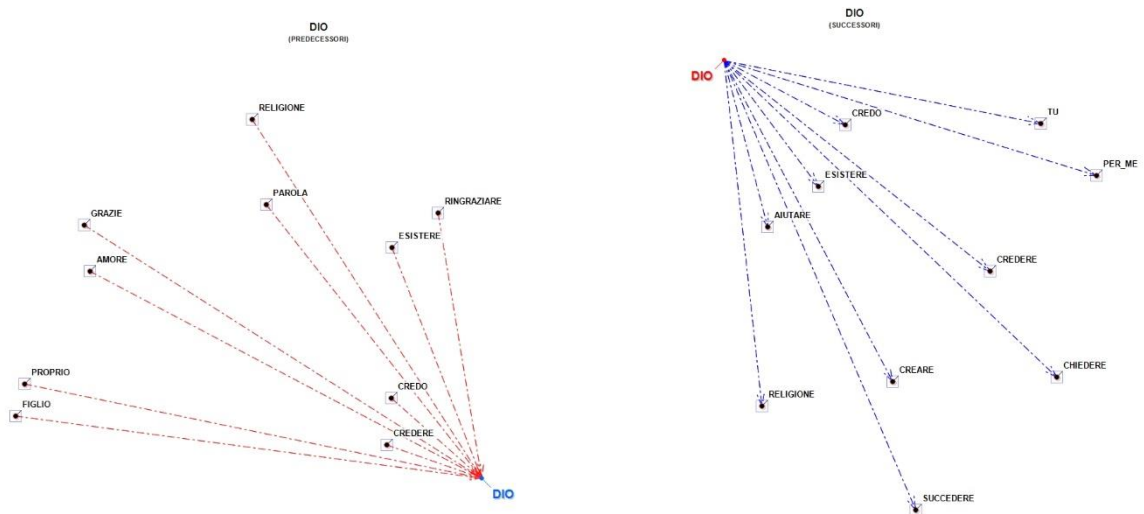 DIO
(PREDECESSORI)
RELIGIONE
PAROLA
RINGRAZIARE
GRAZIE
ESISTERE
AMORE
PROPRIO
CREDO
FIGLIO
CREDERE
DIO
DIO
(SUCCESSORI)
DIO
CREDO
TU
PER_ME
ESISTERE
AIUTARE
CREDERE
CHIEDERE
CREARE
RELIGIONE
SUCCEDERE